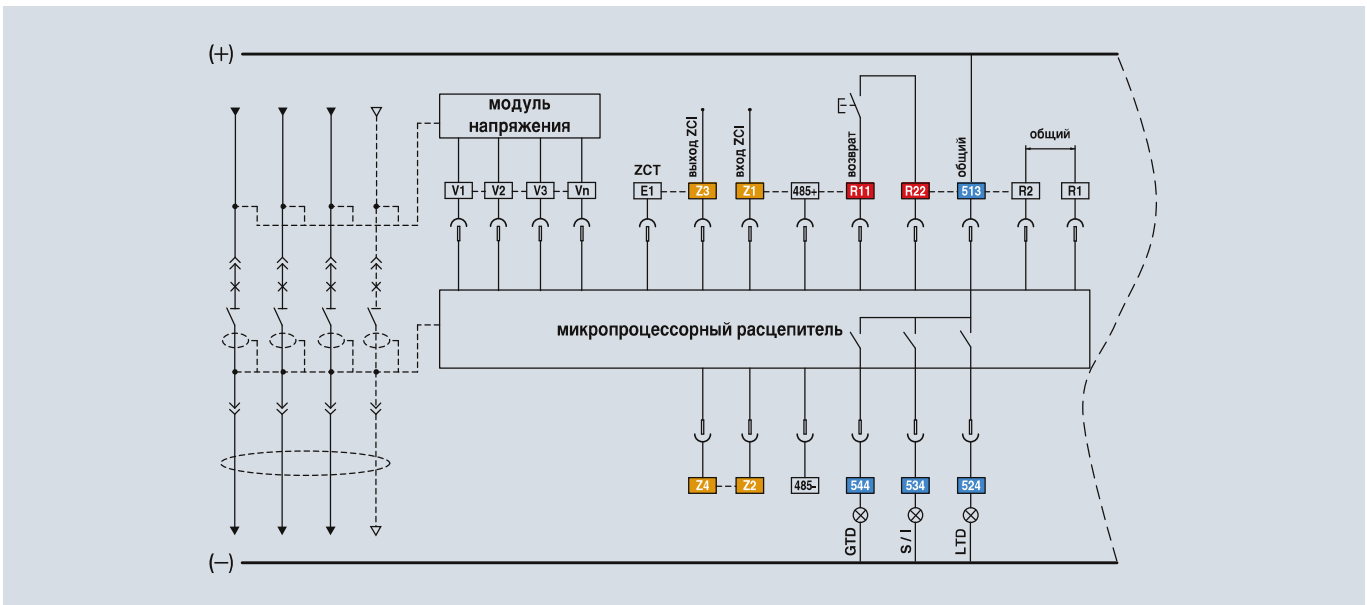 (+)
модуль
напряжения
общий
ZCT
выход ZCI
вход ZCI
возврат
общий
V1
V2
V3
Vn
E1
Z3
Z1
485+
R11
R22
513
R2
R1
микропроцессорный расцепитель
Z4
Z2
485-
544
534
524
GTD
S / I
LTD
(−)